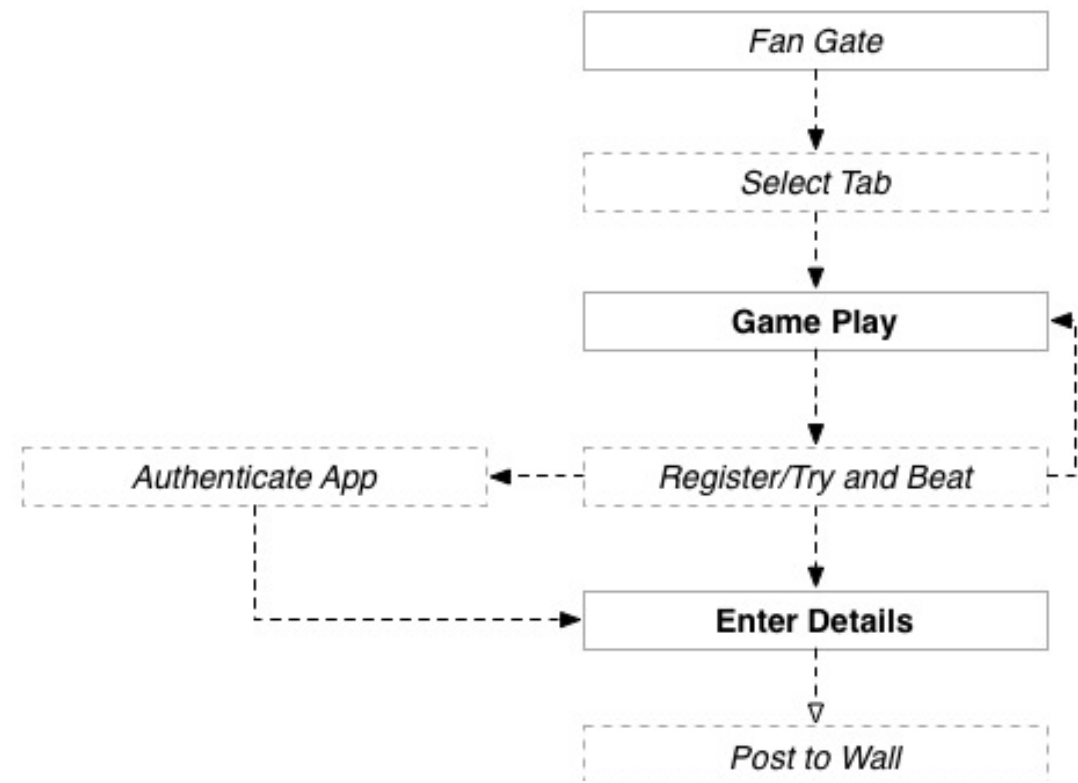 Fan Gate
Select Tab
Game Play
Authenticate App
Register/Try and Beat
Enter Details
Post to Wall